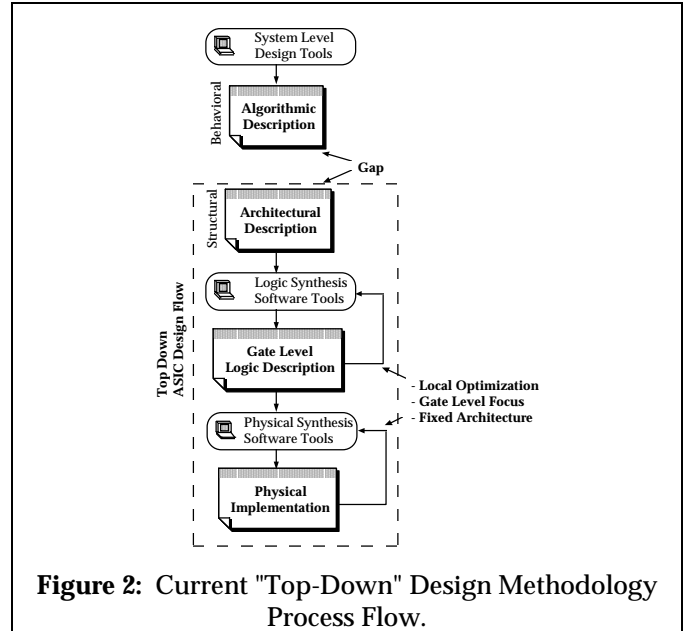 System Level
Design Tools
Behavioral
Algorithmic
Description
Gap
Structural
Architectural
Description
Logic Synthesis
Software Tools
Top Down
ASIC Design Flow
Gate Level
Logic Description
- Local Optimization
- Gate Level Focus
- Fixed Architecture
Physical Synthesis
Software Tools
Physical
Implementation
Figure 2: Current "Top-Down" Design Methodology
Process Flow.